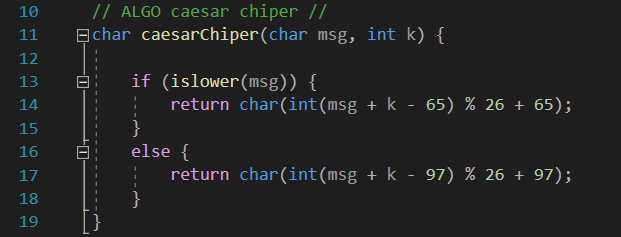 10 // ALGO caesar chiper //
11 char caesarChiper(char msg, int k) {
12
13 if (islower(msg)) {
14 return char(int(msg + k - 65) % 26 + 65);
15 }
16 else {
17 return char(int(msg + k - 97) % 26 + 97);
18 }
19 }